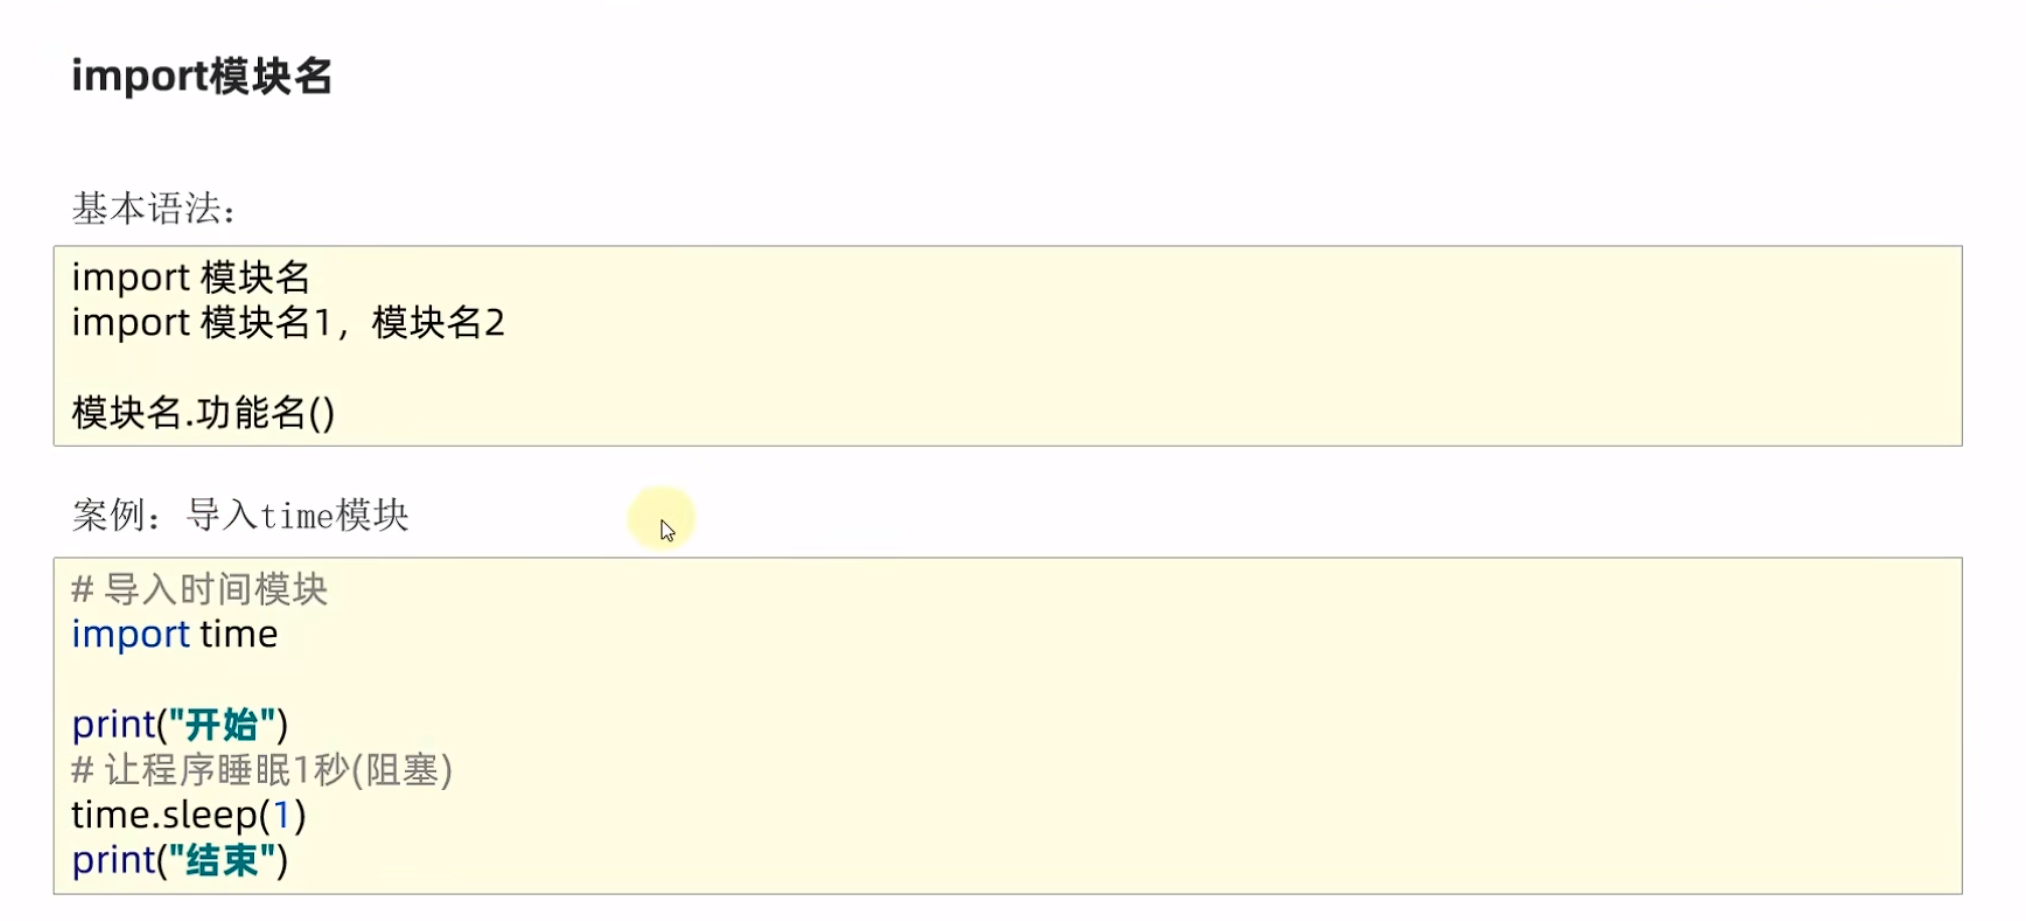 import模块名
基本语法：
import 模块名
import 模块名1，模块名2
模块名.功能名()
案例：导入time模块
# 导入时间模块
import time
print("开始")
# 让程序睡眠1秒(阻塞)
time.sleep(1)
print("结束")